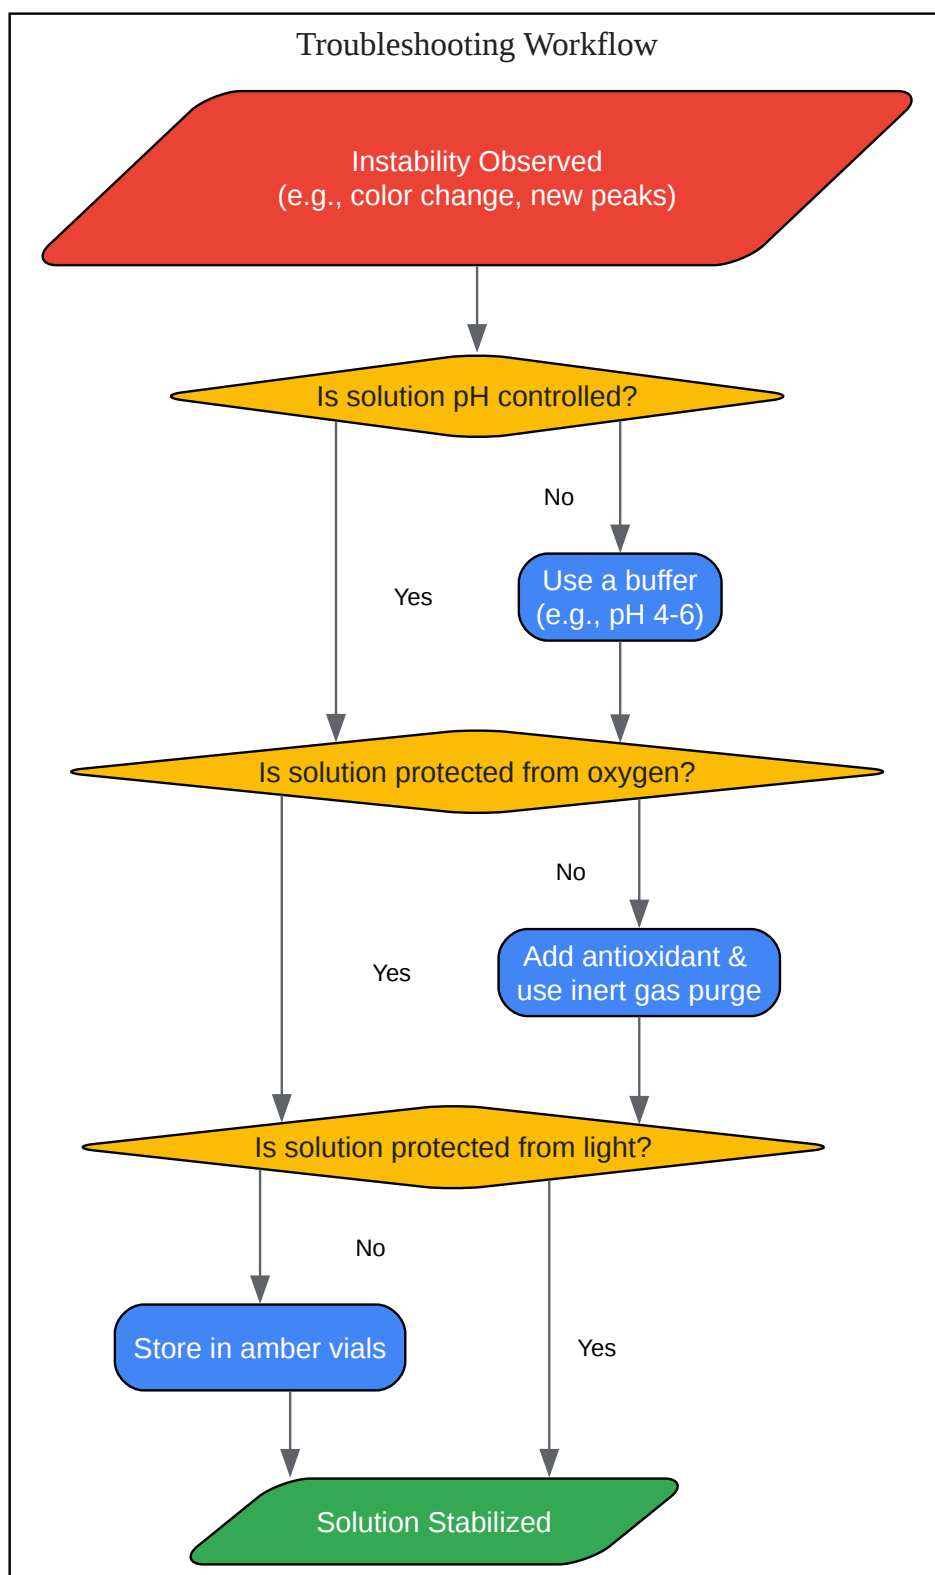 Troubleshooting Workflow
Instability Observed
(e.g., color change, new peaks)
Is solution pH controlled?
No
Use a buffer
(e.g., pH 4-6)
Yes
Is solution protected from oxygen?
No
Add antioxidant &
use inert gas purge
Yes
Is solution protected from light?
No
Store in amber vials
Yes
Solution Stabilized